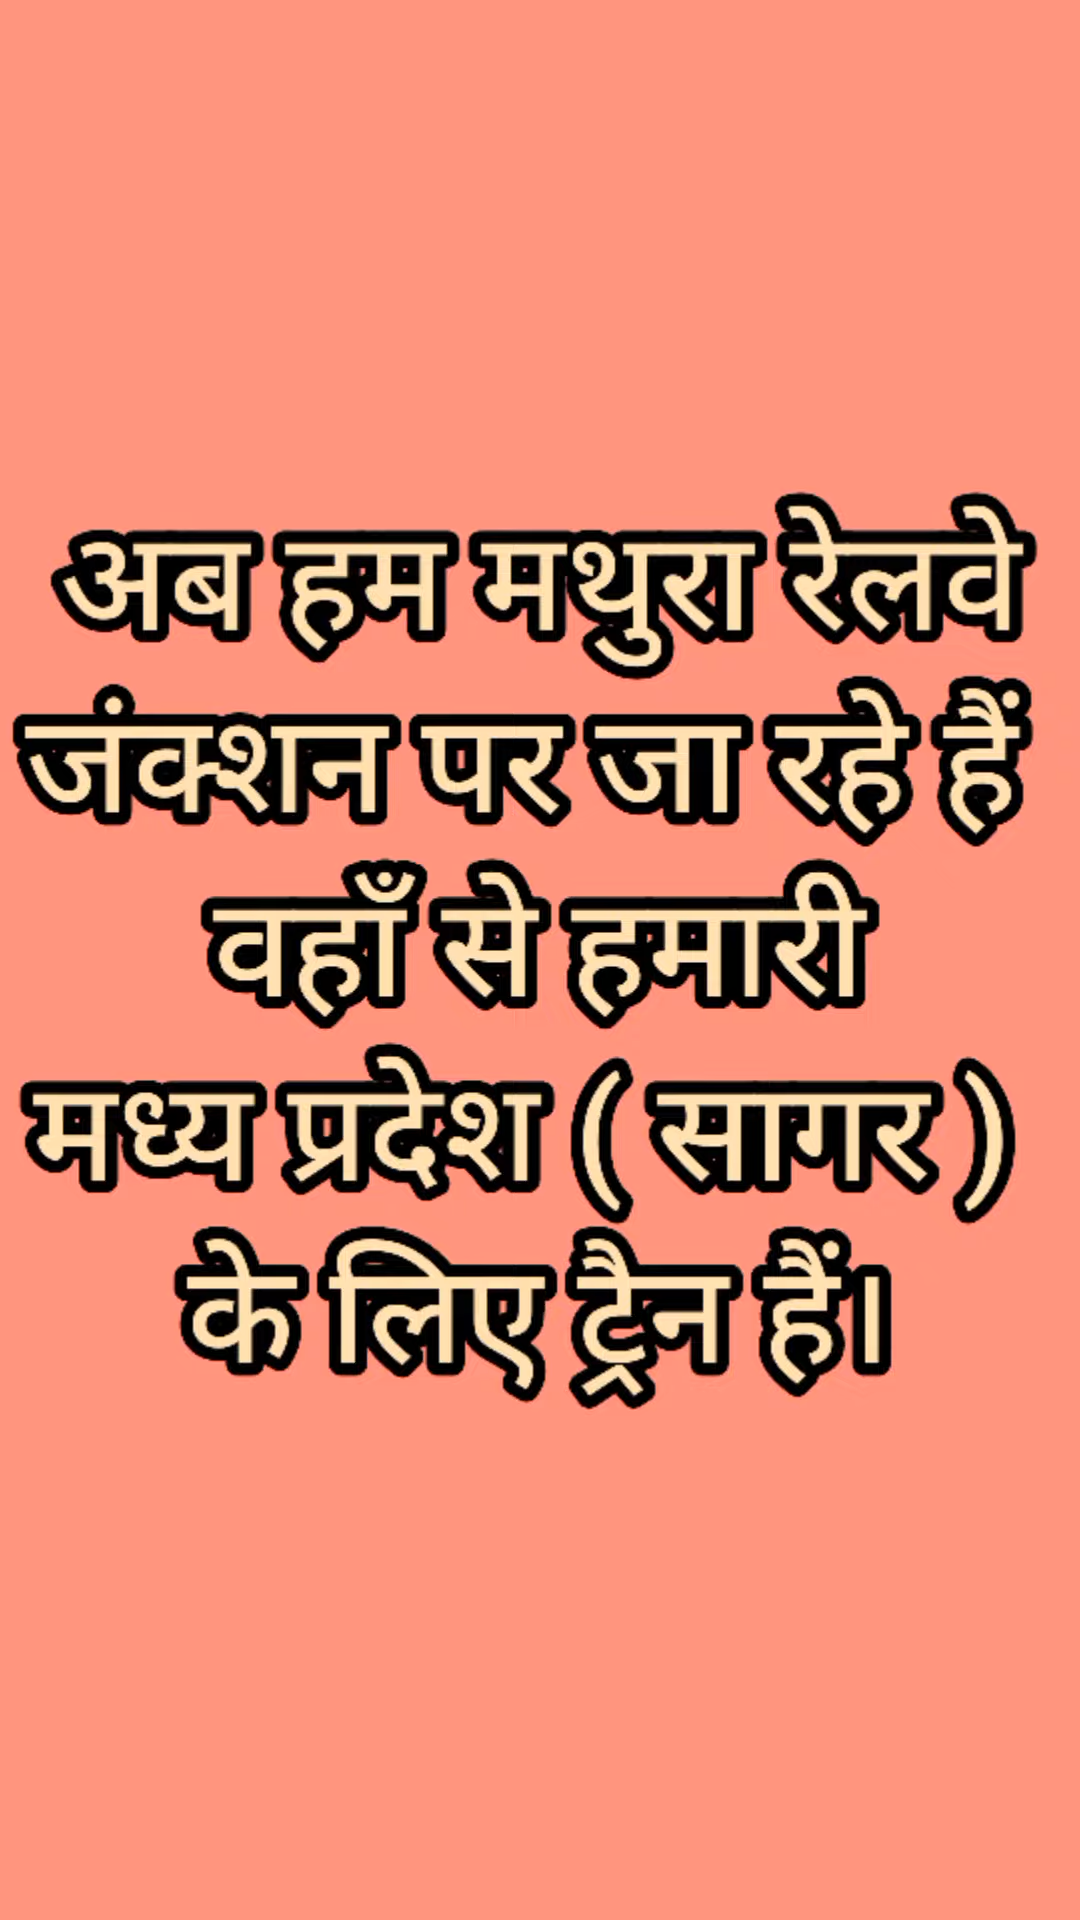 अब हम मथुरा रेलवे
जंक्शन पर जा रहे हैं
वहाँ से हमारी
मध्य प्रदेश ( सागर )
के लिए ट्रैन हैं।